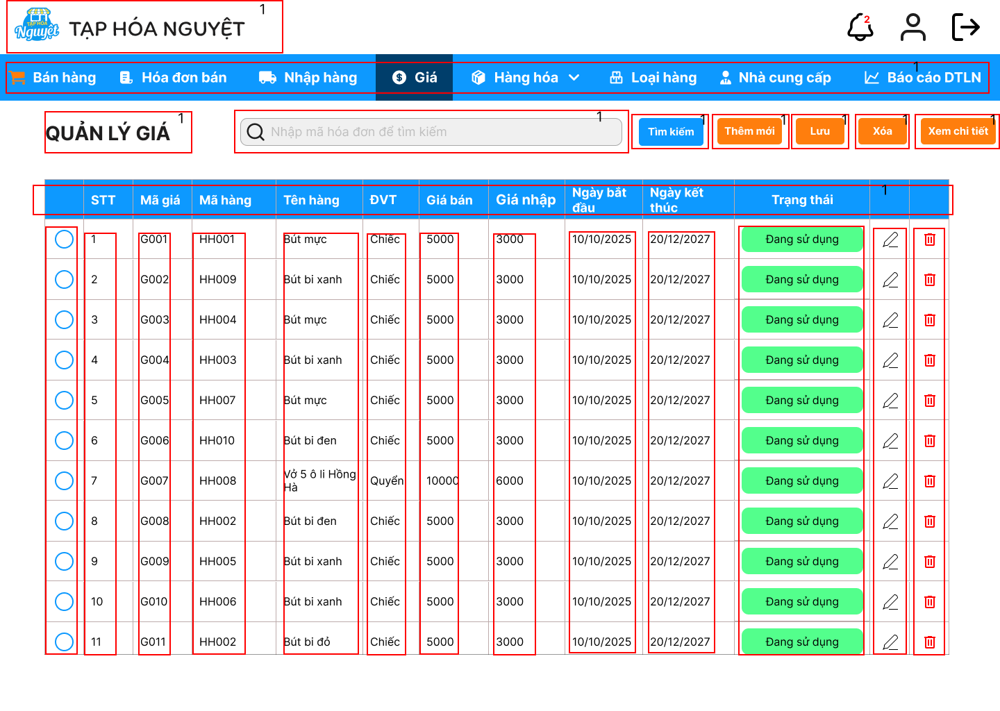 TẠP HÓA
Nguyệt
TẠP HÓA NGUYỆT
1
2
Bán hàng Hóa đơn bán Nhập hàng Giá Hàng hóa Loại hàng Nhà cung cấp Báo cáo DTLN
1
QUẢN LÝ GIÁ 1 Nhập mã hóa đơn để tìm kiếm 1 Tìm kiếm 1 Thêm mới 1 Lưu 1 Xóa 1 Xem chi tiết 1
STT Mã giá Mã hàng Tên hàng ĐVT Giá bán Giá nhập Ngày bắt đầu Ngày kết thúc Trạng thái 1
1 G001 HH001 Bút mực Chiếc 5000 3000 10/10/2025 20/12/2027 Đang sử dụng
2 G002 HH009 Bút bi xanh Chiếc 5000 3000 10/10/2025 20/12/2027 Đang sử dụng
3 G003 HH004 Bút mực Chiếc 5000 3000 10/10/2025 20/12/2027 Đang sử dụng
4 G004 HH003 Bút bi xanh Chiếc 5000 3000 10/10/2025 20/12/2027 Đang sử dụng
5 G005 HH007 Bút mực Chiếc 5000 3000 10/10/2025 20/12/2027 Đang sử dụng
6 G006 HH010 Bút bi đen Chiếc 5000 3000 10/10/2025 20/12/2027 Đang sử dụng
7 G007 HH008 Vở 5 ô li Hồng Hà Quyển 10000 6000 10/10/2025 20/12/2027 Đang sử dụng
8 G008 HH002 Bút bi đen Chiếc 5000 3000 10/10/2025 20/12/2027 Đang sử dụng
9 G009 HH005 Bút bi xanh Chiếc 5000 3000 10/10/2025 20/12/2027 Đang sử dụng
10 G010 HH006 Bút bi xanh Chiếc 5000 3000 10/10/2025 20/12/2027 Đang sử dụng
11 G011 HH002 Bút bi đỏ Chiếc 5000 3000 10/10/2025 20/12/2027 Đang sử dụng